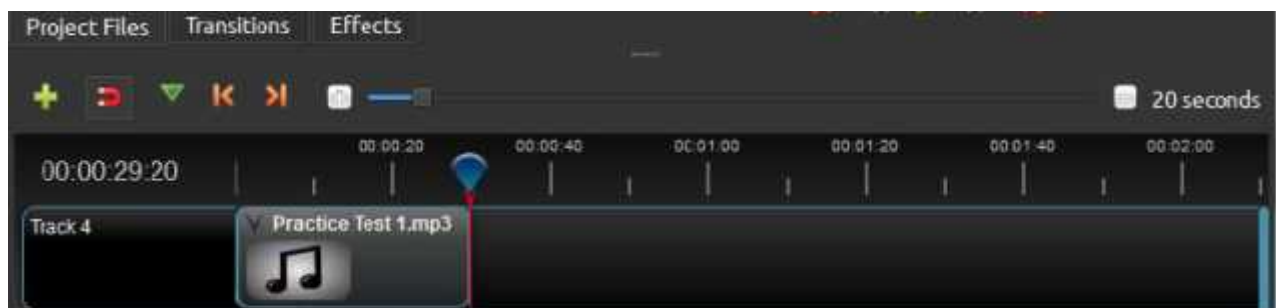 Project Files Transitions Effects
20 seconds
00:00:20 00:00:40 00:01:00 00:01:20 00:01:40 00:02:00
00:00:29:20
Track 4 Practice Test 1.mp3